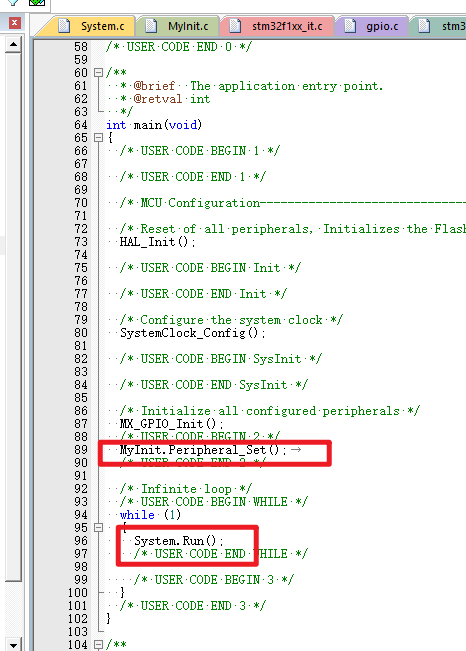 System.c MyInit.c stm32f1xx_it.c gpio.c stm3
58 /* USER CODE END 0 */
59
60 /**
61 * @brief The application entry point.
62 * @retval int
63 */
64 int main(void)
65 {
66 /* USER CODE BEGIN 1 */
67
68 /* USER CODE END 1 */
69
70 /* MCU Configuration--------------------------------
71
72 /* Reset of all peripherals, Initializes the Flash
73 HAL_Init();
74
75 /* USER CODE BEGIN Init */
76
77 /* USER CODE END Init */
78
79 /* Configure the system clock */
80 SystemClock_Config();
81
82 /* USER CODE BEGIN SysInit */
83
84 /* USER CODE END SysInit */
85
86 /* Initialize all configured peripherals */
87 MX_GPIO_Init();
88 /* USER CODE BEGIN 2 */
89 MyInit.Peripheral_Set();
90 /* USER CODE END 2 */
91
92 /* Infinite loop */
93 /* USER CODE BEGIN WHILE */
94 while (1)
95 {
96 System.Run();
97 /* USER CODE END WHILE */
98
99 /* USER CODE BEGIN 3 */
100 }
101 /* USER CODE END 3 */
102 }
103
104 /**